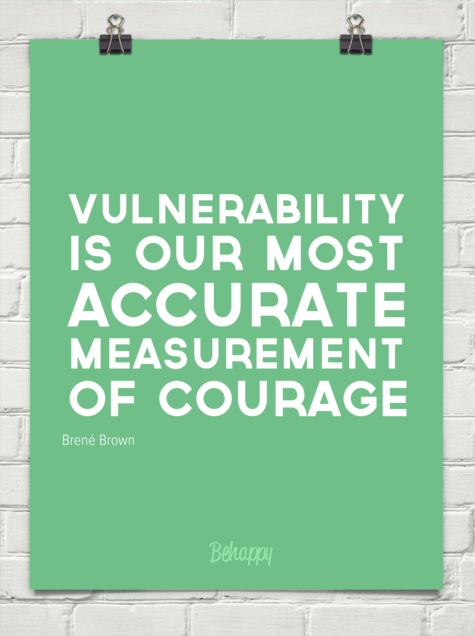 VULNERABILITY
IS OUR MOST
ACCURATE
MEASUREMENT
OF COURAGE
Brené Brown
Behappy